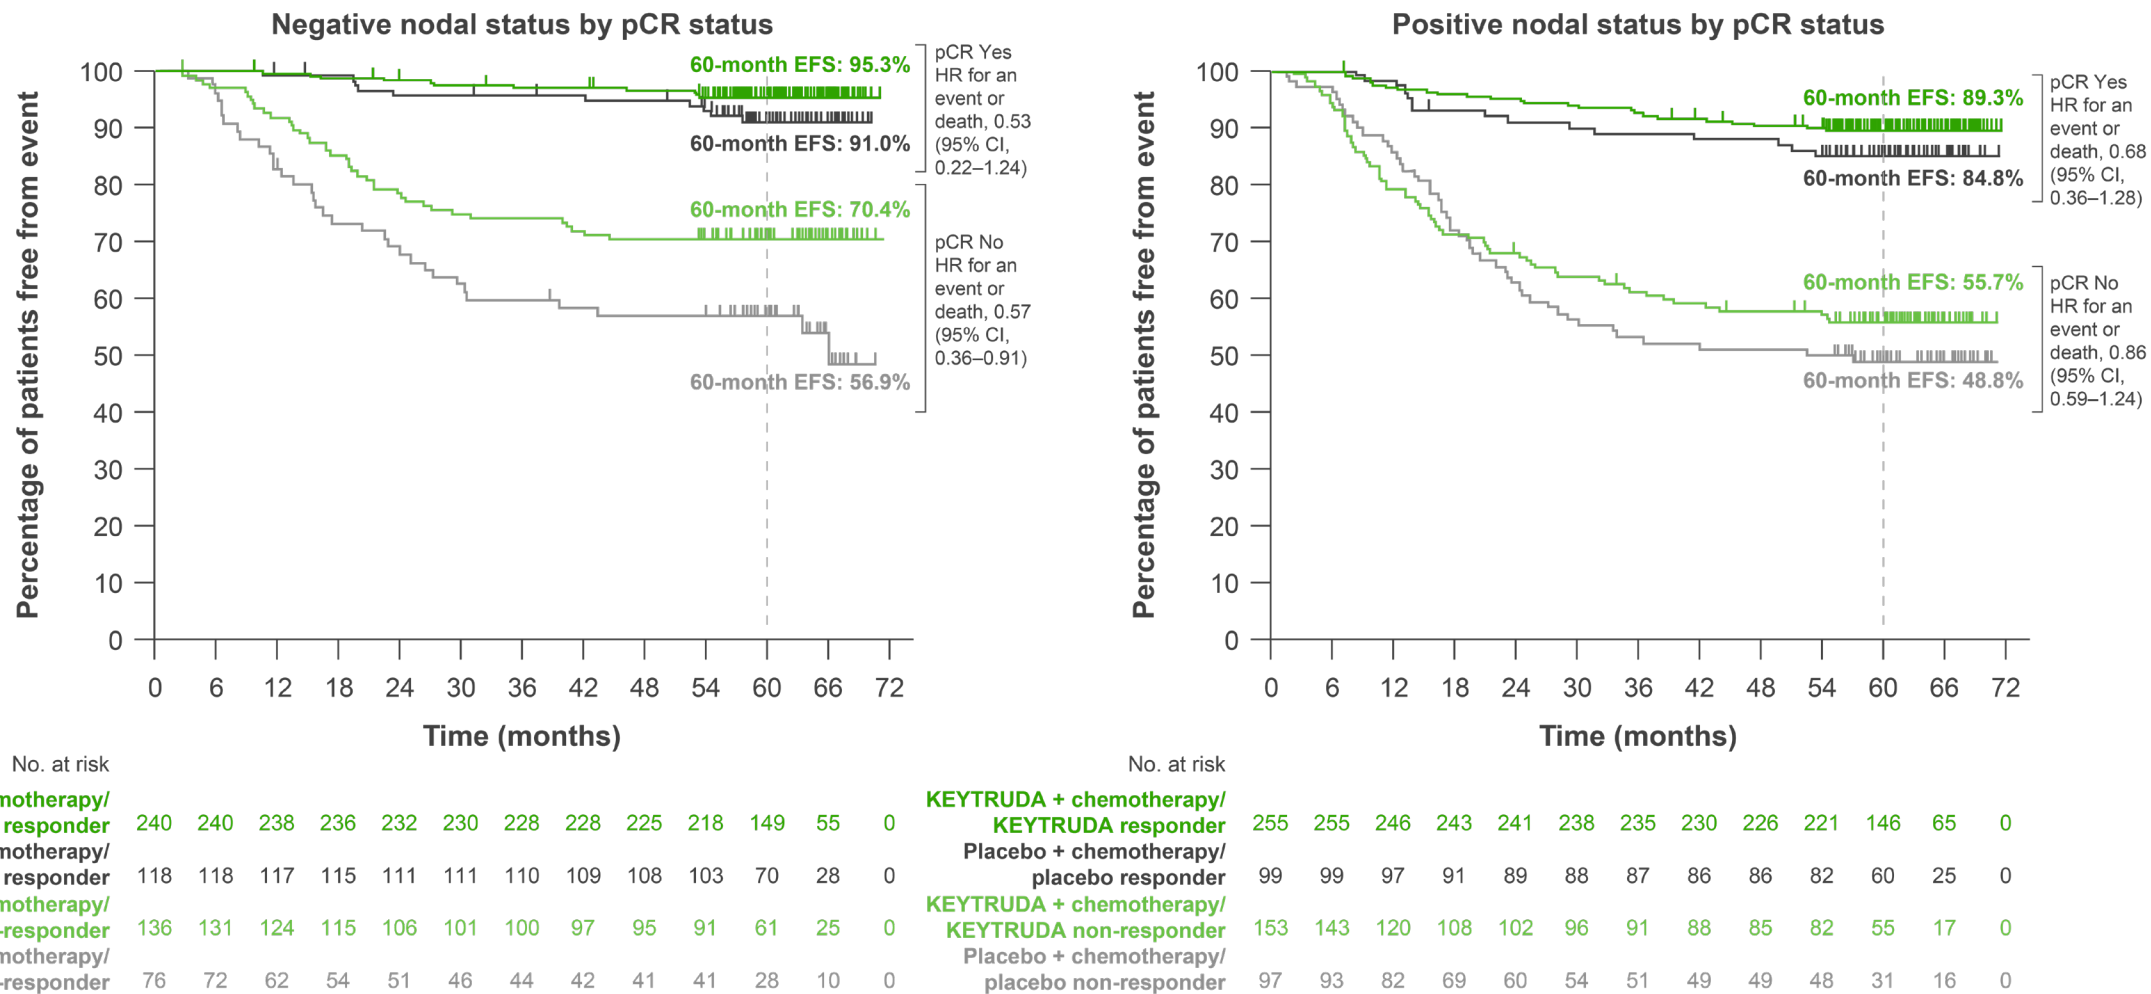 Negative nodal status by pCR status
Percentage of patients free from event
100
90
80
70
60
50
40
30
20
10
0
60-month EFS: 95.3%
60-month EFS: 91.0%
60-month EFS: 70.4%
60-month EFS: 56.9%
pCR Yes
HR for an
event or
death, 0.53
(95% CI,
0.22–1.24)
pCR No
HR for an
event or
death, 0.57
(95% CI,
0.36–0.91)
0 6 12 18 24 30 36 42 48 54 60 66 72
Time (months)
No. at risk
motherapy/
responder 240 240 238 236 232 230 228 228 225 218 149 55 0
motherapy/
responder 118 118 117 115 111 111 110 109 108 103 70 28 0
motherapy/
-responder 136 131 124 115 106 101 100 97 95 91 61 25 0
motherapy/
-responder 76 72 62 54 51 46 44 42 41 41 28 10 0
Positive nodal status by pCR status
Percentage of patients free from event
100
90
80
70
60
50
40
30
20
10
0
60-month EFS: 89.3%
60-month EFS: 84.8%
60-month EFS: 55.7%
60-month EFS: 48.8%
pCR Yes
HR for an
event or
death, 0.68
(95% CI,
0.36–1.28)
pCR No
HR for an
event or
death, 0.86
(95% CI,
0.59–1.24)
0 6 12 18 24 30 36 42 48 54 60 66 72
Time (months)
No. at risk
KEYTRUDA + chemotherapy/
KEYTRUDA responder 255 255 246 243 241 238 235 230 226 221 146 65 0
Placebo + chemotherapy/
placebo responder 99 99 97 91 89 88 87 86 86 82 60 25 0
KEYTRUDA + chemotherapy/
KEYTRUDA non-responder 153 143 120 108 102 96 91 88 85 82 55 17 0
Placebo + chemotherapy/
placebo non-responder 97 93 82 69 60 54 51 49 49 48 31 16 0